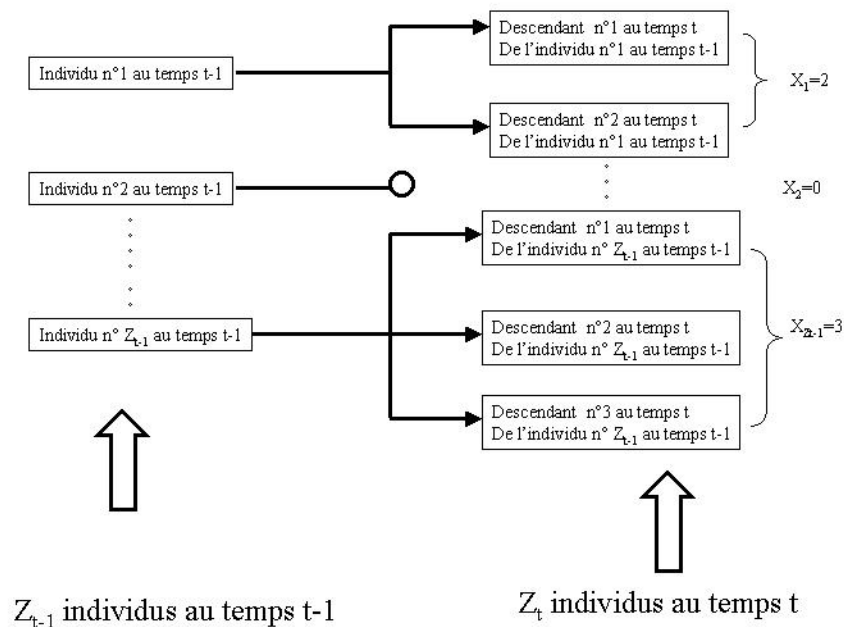 Descendant n°1 au temps t
De l'individu n°1 au temps t-1
Individu n°1 au temps t-1
X1=2
Descendant n°2 au temps t
De l'individu n°1 au temps t-1
Individu n°2 au temps t-1
X2=0
Descendant n°1 au temps t
De l'individu n° Zt-1 au temps t-1
Individu n° Zt-1 au temps t-1
Descendant n°2 au temps t
De l'individu n° Zt-1 au temps t-1
Descendant n°3 au temps t
De l'individu n° Zt-1 au temps t-1
Zt-1 individus au temps t-1
Zt individus au temps t